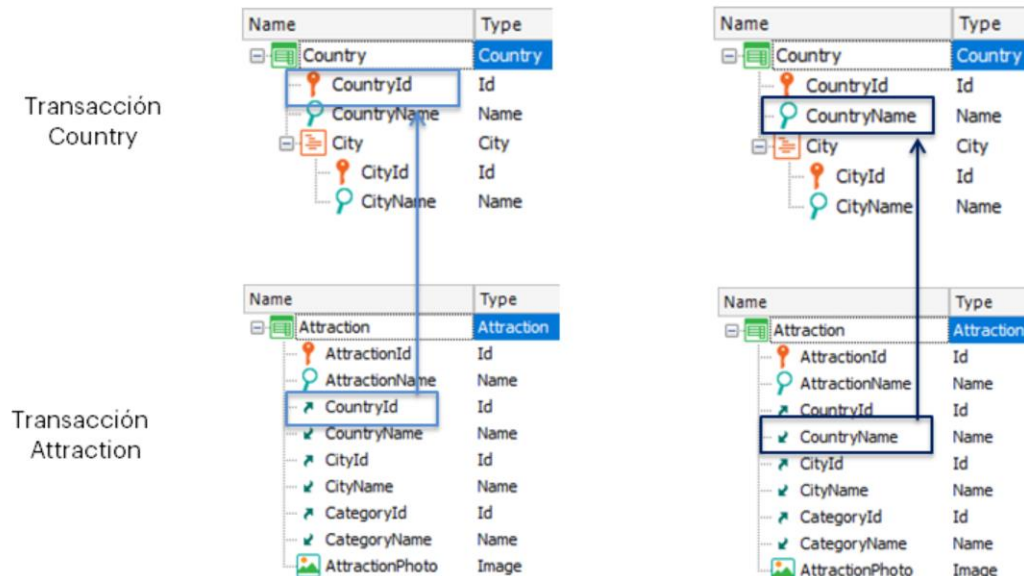 Transacción
Country
Name Type
Country Country
CountryId Id
CountryName Name
City City
CityId Id
CityName Name
Name Type
Country Country
CountryId Id
CountryName Name
City City
CityId Id
CityName Name
Transacción
Attraction
Name Type
Attraction Attraction
AttractionId Id
AttractionName Name
CountryId Id
CountryName Name
CityId Id
CityName Name
CategoryId Id
CategoryName Name
AttractionPhoto Image
Name Type
Attraction Attraction
AttractionId Id
AttractionName Name
CountryId Id
CountryName Name
CityId Id
CityName Name
CategoryId Id
CategoryName Name
AttractionPhoto Image